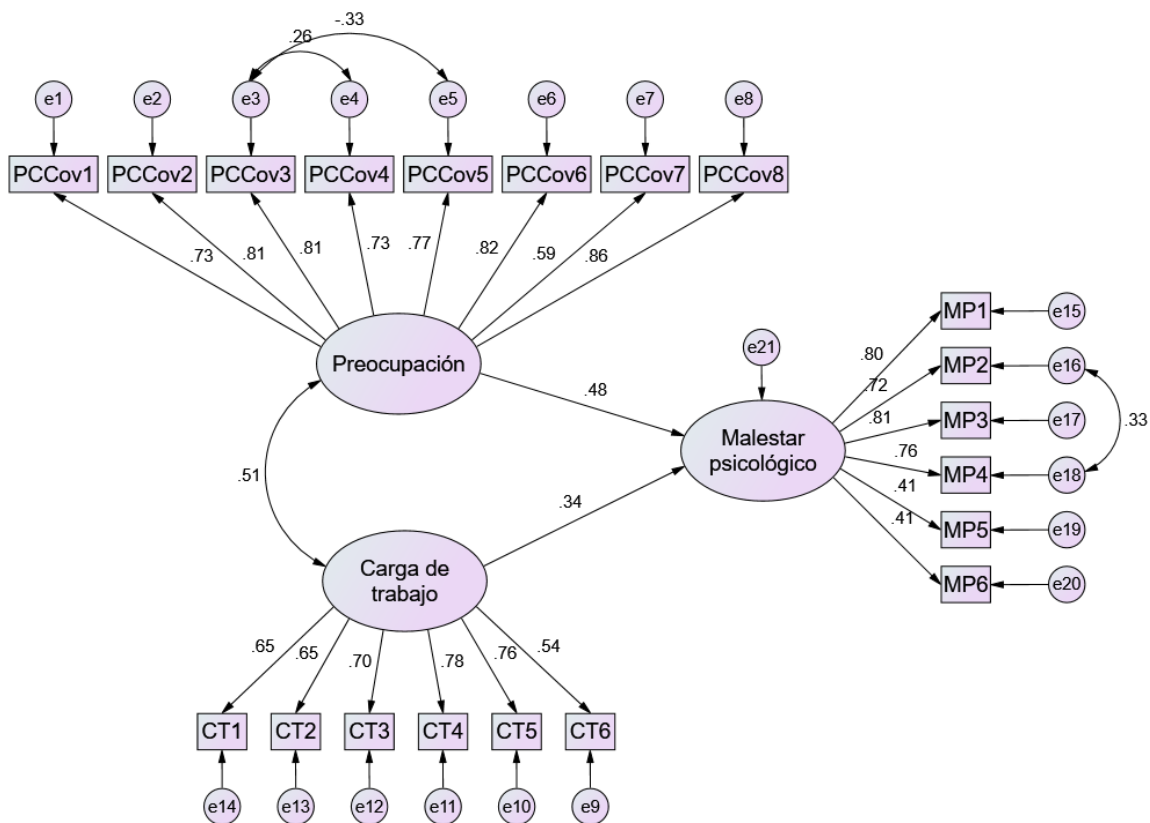 -.33
.26
e1 e2 e3 e4 e5 e6 e7 e8
PCCov1 PCCov2 PCCov3 PCCov4 PCCov5 PCCov6 PCCov7 PCCov8
.73 .81 .81 .73 .77 .82 .59 .86
Preocupación
.48
.51
.34
e21
Malestar
psicológico
.80 MP1 e15
.72 MP2 e16
.81 MP3 e17
.76 MP4 e18
.41 MP5 e19
.41 MP6 e20
.33
Carga de
trabajo
.65 .65 .70 .78 .76 .54
CT1 CT2 CT3 CT4 CT5 CT6
e14 e13 e12 e11 e10 e9